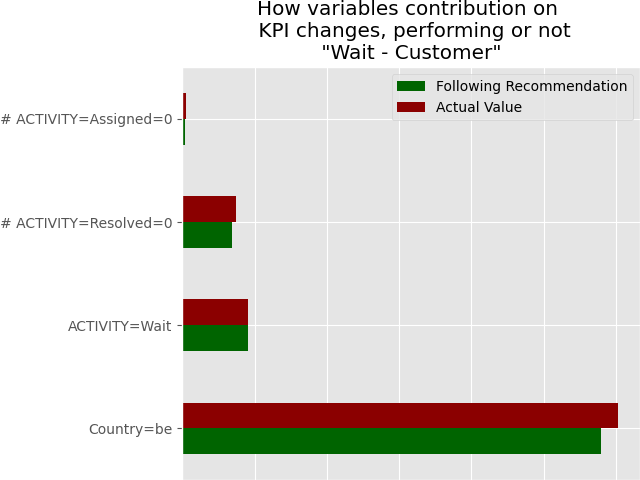 How variables contribution on
KPI changes, performing or not
"Wait - Customer"
Following Recommendation
Actual Value
# ACTIVITY=Assigned=0
# ACTIVITY=Resolved=0
ACTIVITY=Wait
Country=be